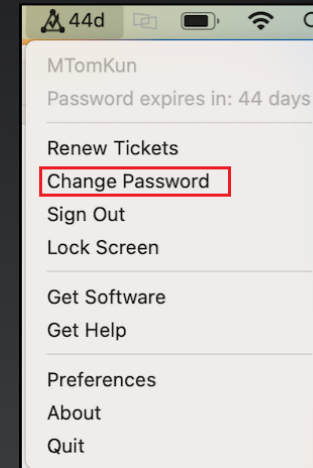 44d
MTomKun
Password expires in: 44 days
Renew Tickets
Change Password
Sign Out
Lock Screen
Get Software
Get Help
Preferences
About
Quit